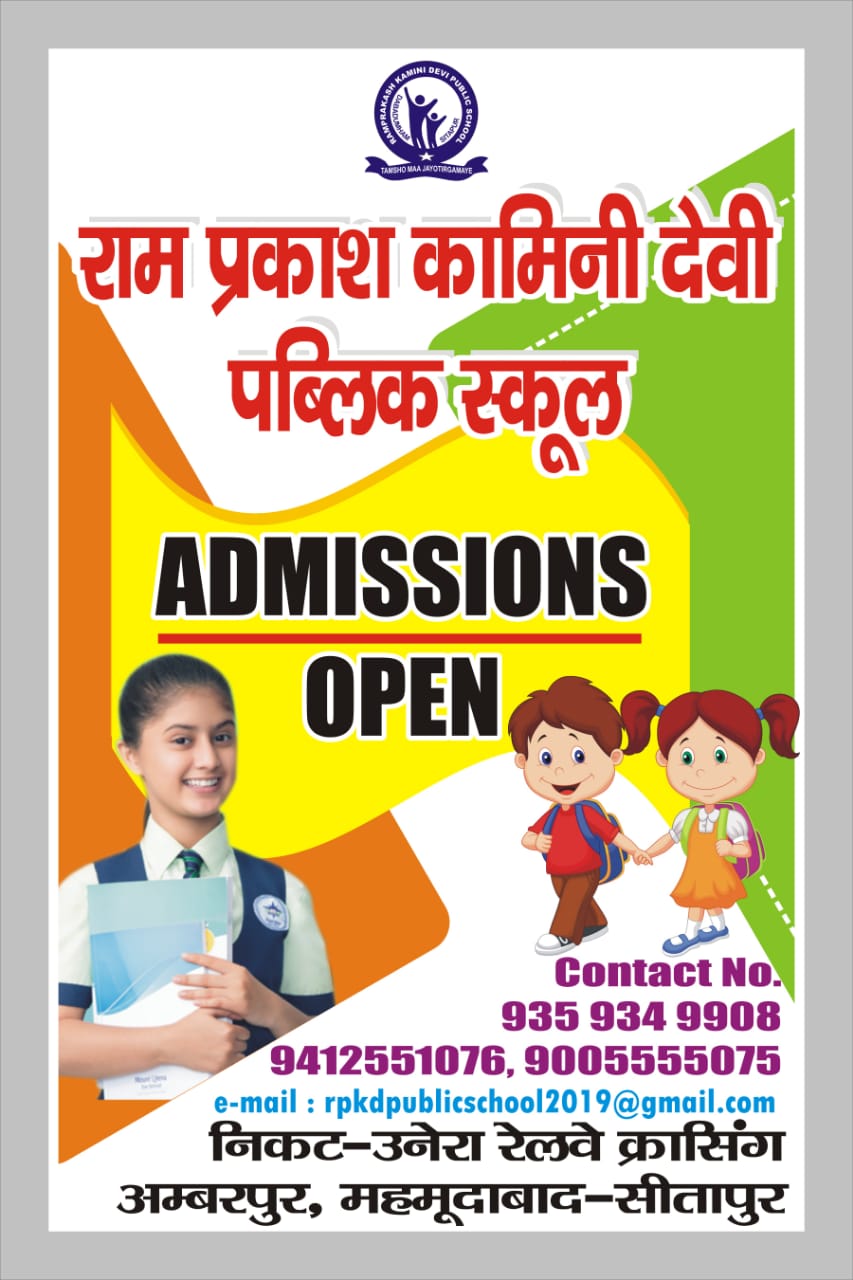 RAMPRAKASH KAMINI DEVI PUBLIC SCHOOL
SITAPUR
TAMSHO MAA JAYOTIRGAMAYE
राम प्रकाश कामिनी देवी
पब्लिक स्कूल
ADMISSIONS
OPEN
Contact No.
935 934 9908
9412551076, 9005555075
e-mail : rpkdpublicschool2019@gmail.com
निकट-उनेरा रेलवे क्रासिंग
अम्बरपुर, महमूदाबाद-सीतापुर